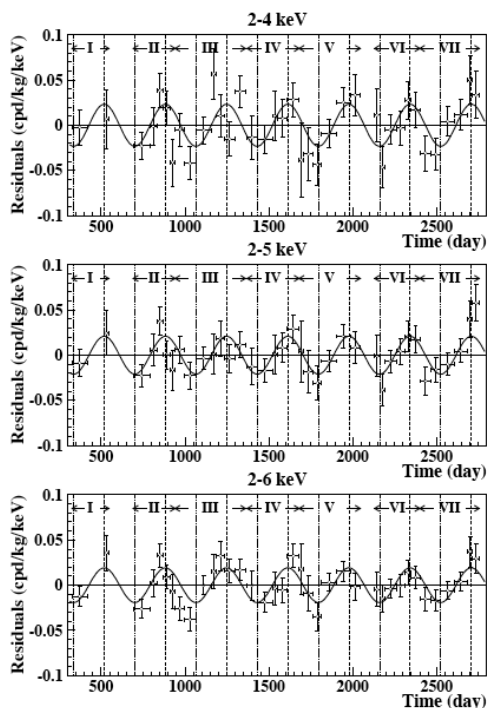 2-4 keV
Residuals (cpd/kg/keV)
0.1
0.05
0
-0.05
-0.1
I II III IV V VI VII
500 1000 1500 2000 2500
Time (day)
2-5 keV
Residuals (cpd/kg/keV)
0.1
0.05
0
-0.05
-0.1
I II III IV V VI VII
500 1000 1500 2000 2500
Time (day)
2-6 keV
Residuals (cpd/kg/keV)
0.1
0.05
0
-0.05
-0.1
I II III IV V VI VII
500 1000 1500 2000 2500
Time (day)